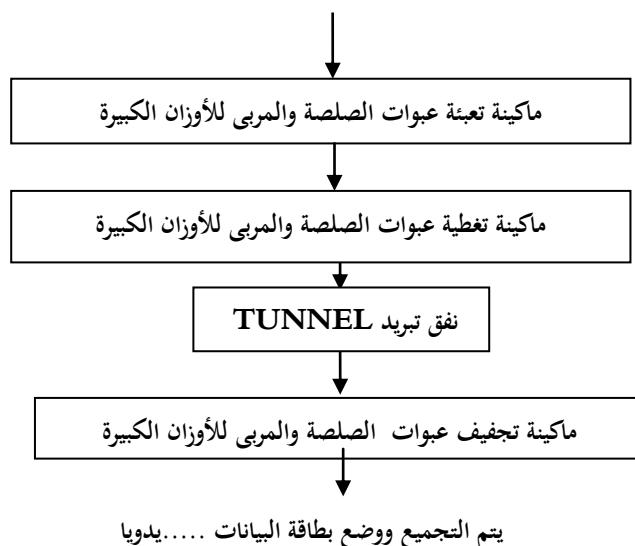 ماكينة تعبئة عبوات الصلصة والمربى للأوزان الكبيرة
ماكينة تغطية عبوات الصلصة والمربى للأوزان الكبيرة
نفق تبريد TUNNEL
ماكينة تجفيف عبوات الصلصة والمربى للأوزان الكبيرة
يتم التجميع ووضع بطاقة البيانات .....يدويا